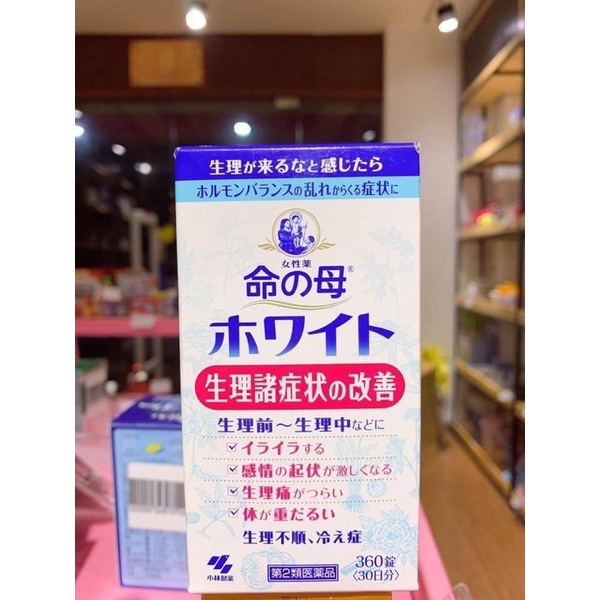 生理が来るなと感じたら
ホルモンバランスの乱れからくる症状に
女性薬
命の母®
ホワイト
生理諸症状の改善
生理前〜生理中などに
イライラする
感情の起伏が激しくなる
生理痛がつらい
体が重だるい
生理不順、冷え症
小林製薬
第2類医薬品
360錠
〈30日分〉